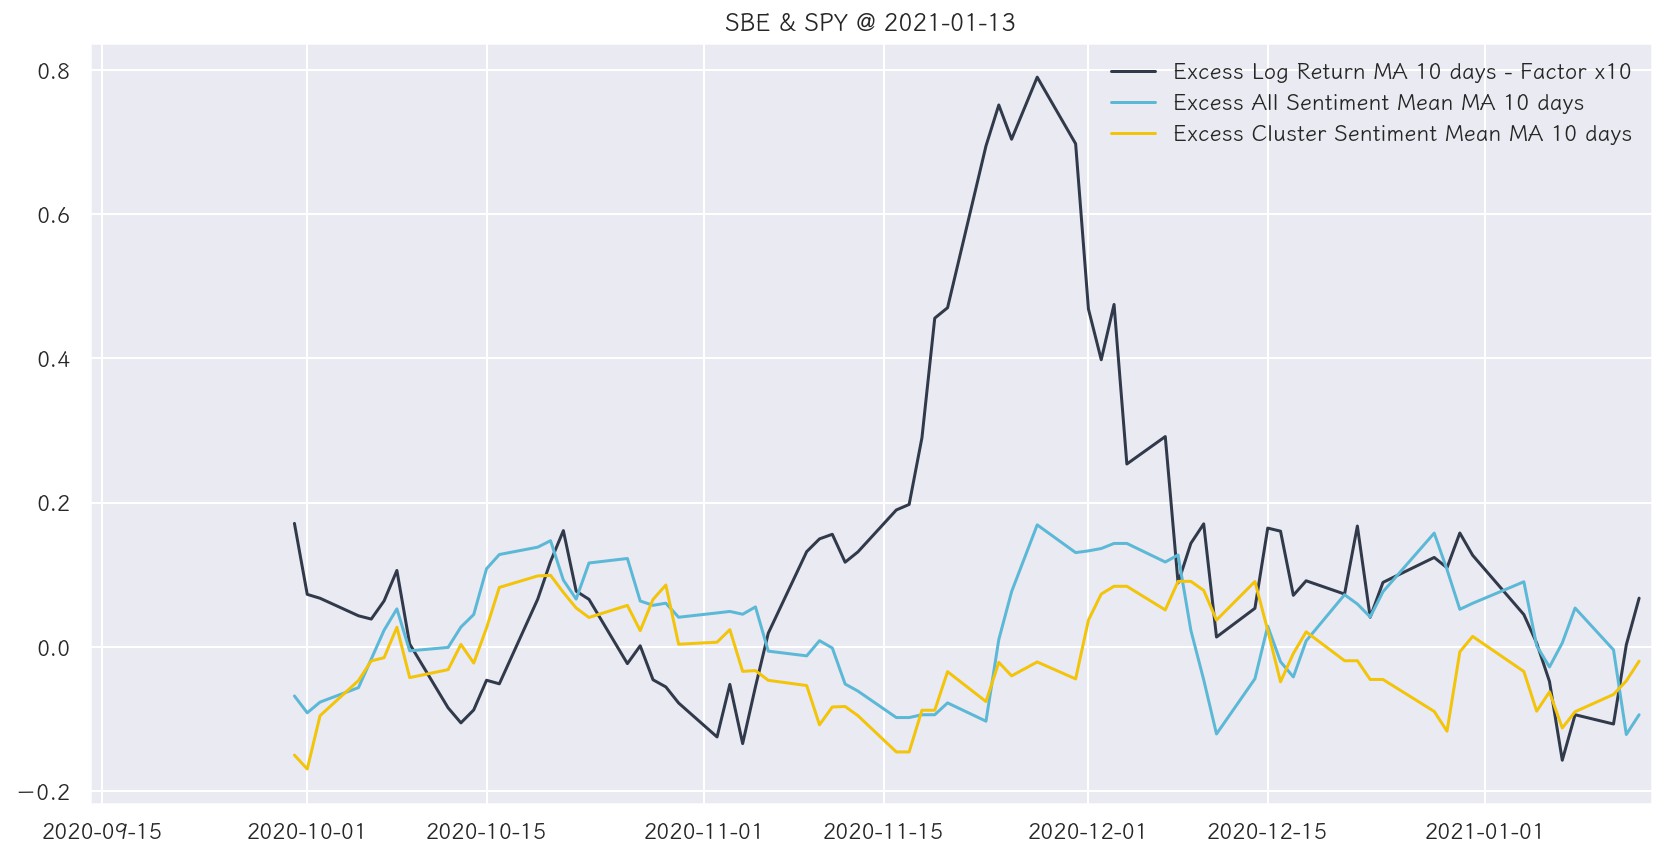 SBE & SPY @ 2021-01-13
Excess Log Return MA 10 days - Factor x10
Excess All Sentiment Mean MA 10 days
Excess Cluster Sentiment Mean MA 10 days
0.8
0.6
0.4
0.2
0.0
−0.2
2020-09-15 2020-10-01 2020-10-15 2020-11-01 2020-11-15 2020-12-01 2020-12-15 2021-01-01